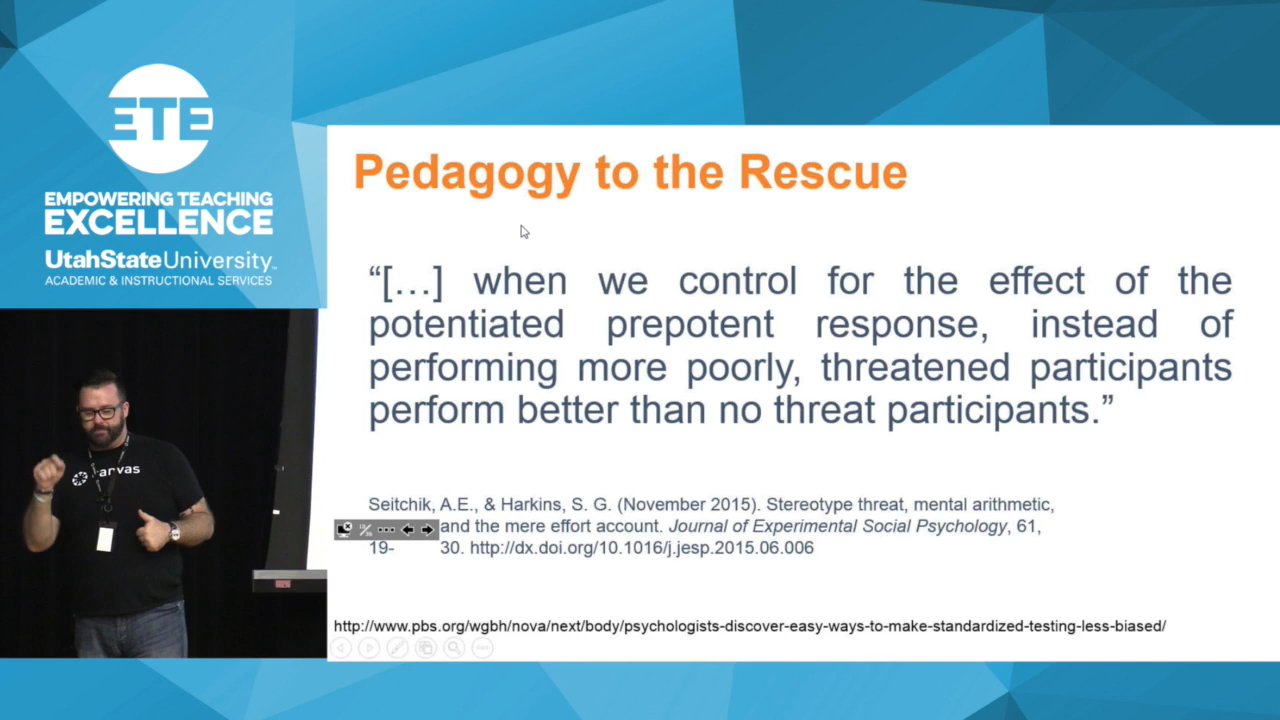 ETE
EMPOWERING TEACHING
EXCELLENCE
UtahStateUniversity™
ACADEMIC & INSTRUCTIONAL SERVICES
Pedagogy to the Rescue
“[…] when we control for the effect of the
potentiated prepotent response, instead of
performing more poorly, threatened participants
perform better than no threat participants.”
Seitchik, A.E., & Harkins, S. G. (November 2015). Stereotype threat, mental arithmetic,
and the mere effort account. Journal of Experimental Social Psychology, 61,
19- 30. http://dx.doi.org/10.1016/j.jesp.2015.06.006
http://www.pbs.org/wgbh/nova/next/body/psychologists-discover-easy-ways-to-make-standardized-testing-less-biased/